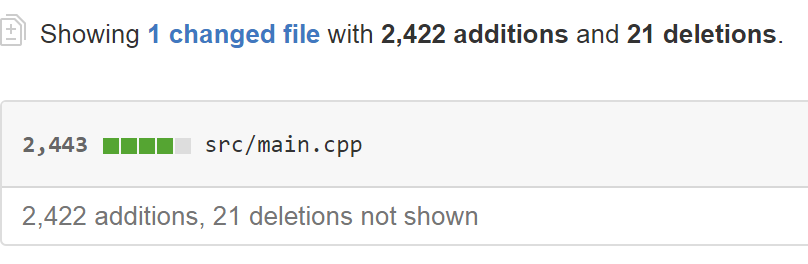 Showing 1 changed file with 2,422 additions and 21 deletions.
2,443 src/main.cpp
2,422 additions, 21 deletions not shown